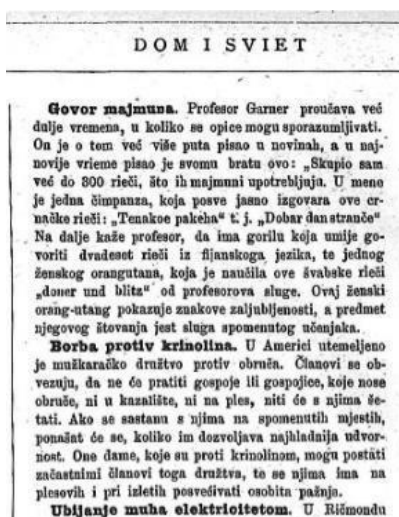 DOM I SVIET
Govor majmuna. Profesor Garner proučava već
dulje vremena, u koliko se opice mogu sporazumljivati.
On je o tom već više puta pisao u novinah, a u naj-
novije vrieme pisao je svomu bratu ovo: „Skupio sam
već do 300 rieči, što ih majmuni upotrebljuju. U mene
je jedna čimpanza, koja posve jasno izgovara ove cr-
načke rieči: „Tenakoe pakeha“ t. j. „Dobar dan stranče“
Na dalje kaže profesor, da ima gorilu koja umije go-
voriti dvadeset rieči iz fijanskoga jezika, te jednog
ženskog orangutana, koja je naučila ove švabske rieči
„doner und blitz“ od profesorova sluge. Ovaj ženski
orang-utang pokazuje znakove zaljubljenosti, a predmet
njegovog štovanja jest sluga spomenutog učenjaka.
Borba protiv krinolina. U Americi utemeljeno
je mužkaračko družtvo protiv obruča. Članovi se ob-
vezuju, da ne će pratiti gospoje ili gospojice, koje nose
obruče, ni u kazalište, ni na ples, niti će s njima še-
tati. Ako se sastanu s njima na spomenutih mjestih,
ponašat će se, koliko im dozvoljava najhladnija udvor-
nost. One dame, koje su proti krinolinom, mogu postati
začastnimi članovi toga družtva, te se njima ima na
plesovih i pri izletih posvećivati osobita pažnja.
Ubijanje muha elektricitetom. U Ričmondu